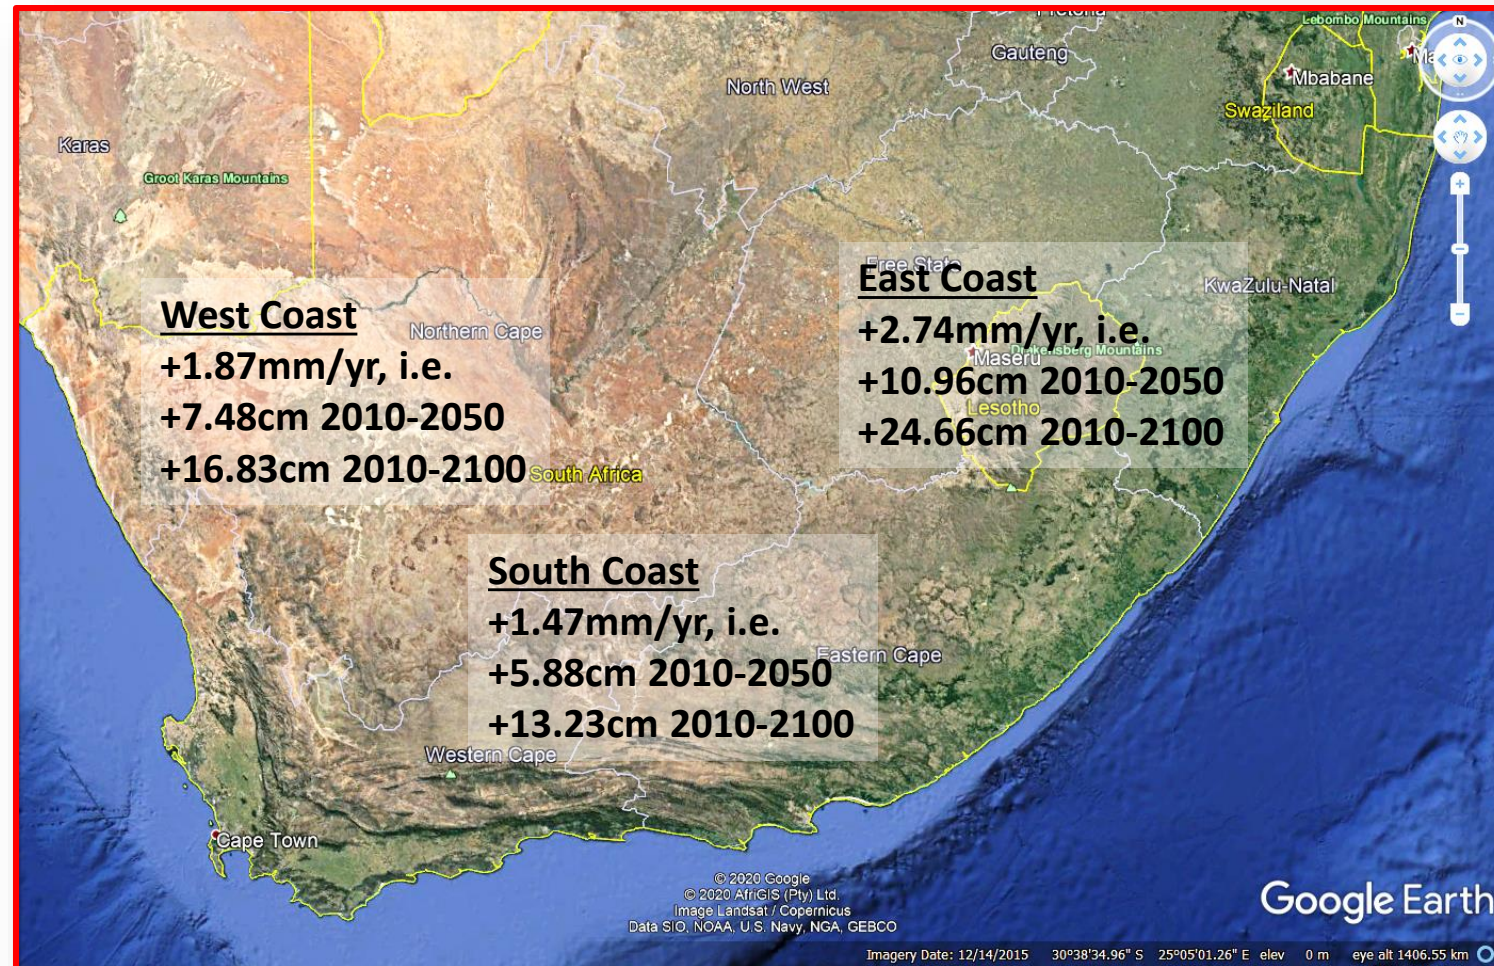 Pretoria
Lebombo Mountains
N
Gauteng
Mbabane
North West
Swaziland
Karas
Groot Karas Mountains
Free State
East Coast
KwaZulu-Natal
+2.74mm/yr, i.e.
Drakensberg Mountains
Maseru
+10.96cm 2010-2050
Lesotho
+24.66cm 2010-2100
West Coast
Northern Cape
+1.87mm/yr, i.e.
+7.48cm 2010-2050
+16.83cm 2010-2100
South Africa
South Coast
+1.47mm/yr, i.e.
Eastern Cape
+5.88cm 2010-2050
+13.23cm 2010-2100
Western Cape
Cape Town
© 2020 Google
© 2020 AfriGIS (Pty) Ltd.
Image Landsat / Copernicus
Data SIO, NOAA, U.S. Navy, NGA, GEBCO
Google Earth
Imagery Date: 12/14/2015 30°38'34.96" S 25°05'01.26" E elev 0 m eye alt 1406.55 km